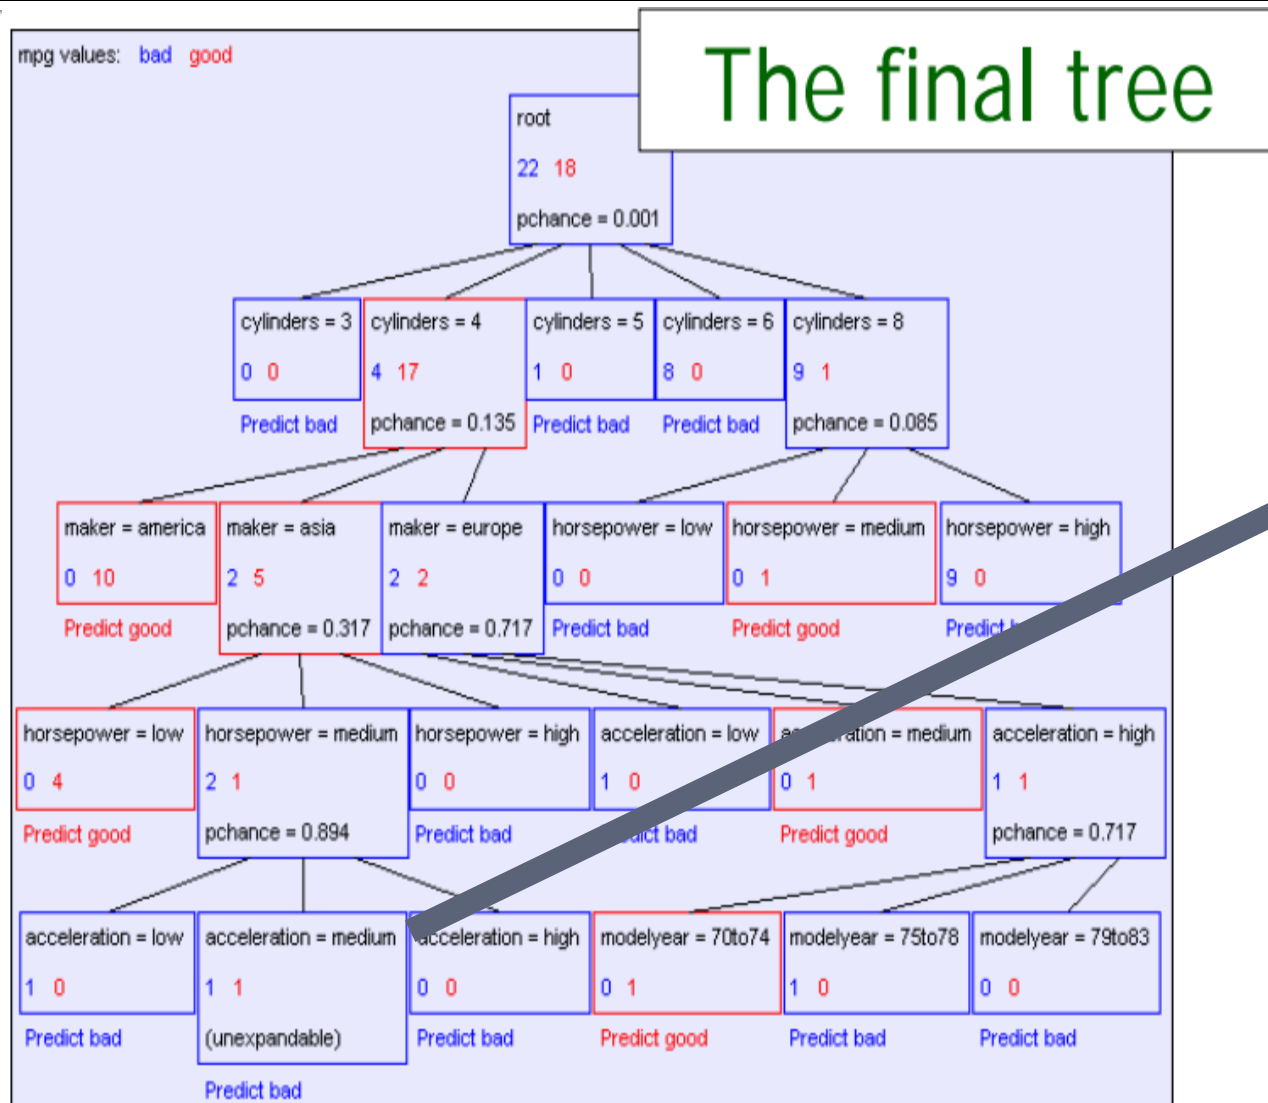 The final tree
mpg values: bad good
root
22 18
pchance = 0.001
cylinders = 3 cylinders = 4 cylinders = 5 cylinders = 6 cylinders = 8
0 0 4 17 1 0 8 0 9 1
Predict bad pchance = 0.135 Predict bad Predict bad pchance = 0.085
maker = america maker = asia maker = europe horsepower = low horsepower = medium horsepower = high
0 10 2 5 2 2 0 0 0 1 9 0
Predict good pchance = 0.317 pchance = 0.717 Predict bad Predict good Predict
horsepower = low horsepower = medium horsepower = high acceleration = low = medium acceleration = high
0 4 2 1 0 0 1 0 0 1 1 1
Predict good pchance = 0.894 Predict bad bad Predict good pchance = 0.717
acceleration = low acceleration = medium acceleration = high modelyear = 70to74 modelyear = 75to78 modelyear = 79to83
1 0 1 1 0 0 0 1 1 0 0 0
Predict bad (unexpandable) Predict bad Predict good Predict bad Predict bad
Predict bad